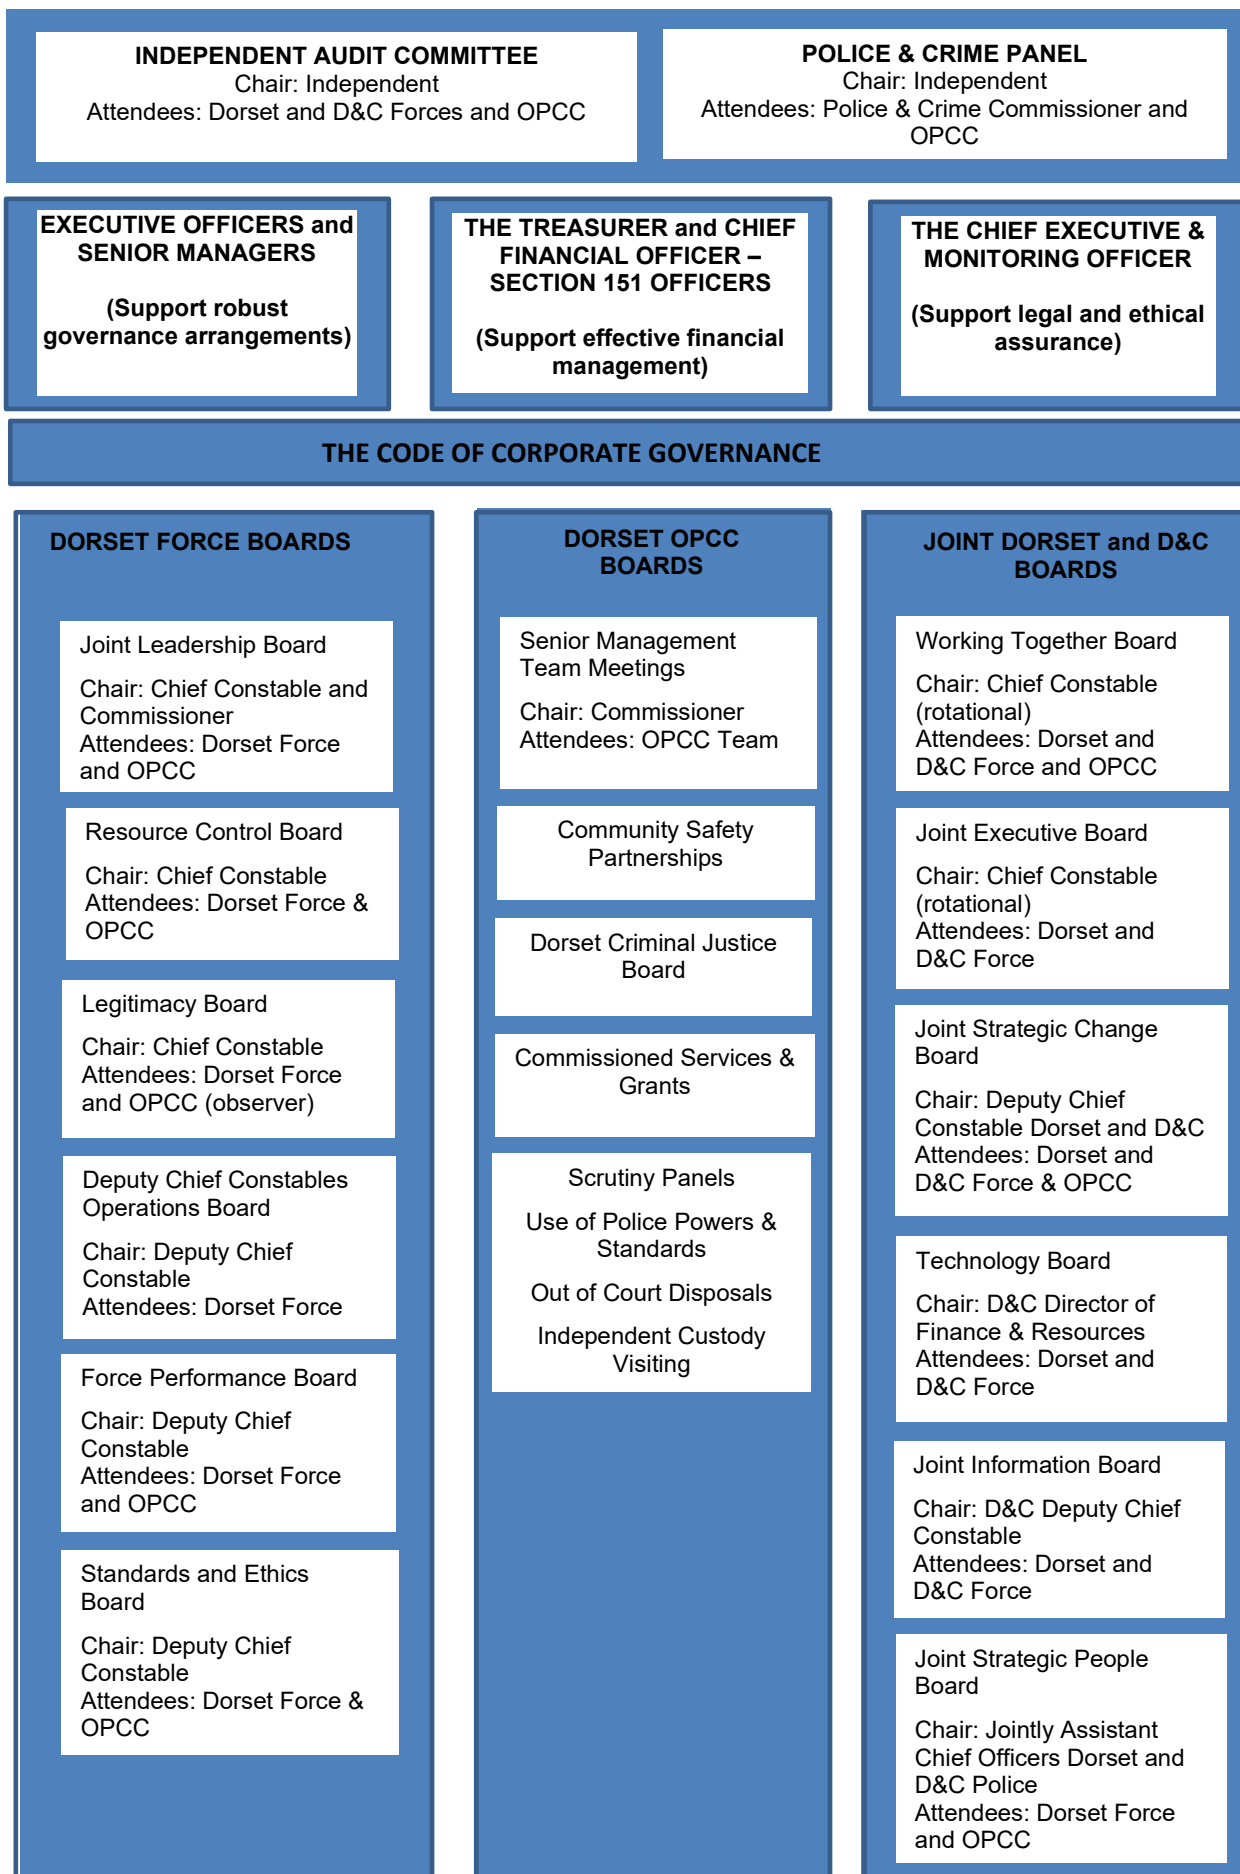 INDEPENDENT AUDIT COMMITTEE
Chair: Independent
Attendees: Dorset and D&C Forces and OPCC
POLICE & CRIME PANEL
Chair: Independent
Attendees: Police & Crime Commissioner and
OPCC
EXECUTIVE OFFICERS and
SENIOR MANAGERS
(Support robust
governance arrangements)
THE TREASURER and CHIEF
FINANCIAL OFFICER –
SECTION 151 OFFICERS
(Support effective financial
management)
THE CHIEF EXECUTIVE &
MONITORING OFFICER
(Support legal and ethical
assurance)
THE CODE OF CORPORATE GOVERNANCE
DORSET FORCE BOARDS
Joint Leadership Board
Chair: Chief Constable and
Commissioner
Attendees: Dorset Force
and OPCC
Resource Control Board
Chair: Chief Constable
Attendees: Dorset Force &
OPCC
Legitimacy Board
Chair: Chief Constable
Attendees: Dorset Force
and OPCC (observer)
Deputy Chief Constables
Operations Board
Chair: Deputy Chief
Constable
Attendees: Dorset Force
Force Performance Board
Chair: Deputy Chief
Constable
Attendees: Dorset Force
and OPCC
Standards and Ethics
Board
Chair: Deputy Chief
Constable
Attendees: Dorset Force &
OPCC
DORSET OPCC
BOARDS
Senior Management
Team Meetings
Chair: Commissioner
Attendees: OPCC Team
Community Safety
Partnerships
Dorset Criminal Justice
Board
Commissioned Services &
Grants
Scrutiny Panels
Use of Police Powers &
Standards
Out of Court Disposals
Independent Custody
Visiting
JOINT DORSET and D&C
BOARDS
Working Together Board
Chair: Chief Constable
(rotational)
Attendees: Dorset and
D&C Force and OPCC
Joint Executive Board
Chair: Chief Constable
(rotational)
Attendees: Dorset and
D&C Force
Joint Strategic Change
Board
Chair: Deputy Chief
Constable Dorset and D&C
Attendees: Dorset and
D&C Force & OPCC
Technology Board
Chair: D&C Director of
Finance & Resources
Attendees: Dorset and
D&C Force
Joint Information Board
Chair: D&C Deputy Chief
Constable
Attendees: Dorset and
D&C Force
Joint Strategic People
Board
Chair: Jointly Assistant
Chief Officers Dorset and
D&C Police
Attendees: Dorset Force
and OPCC